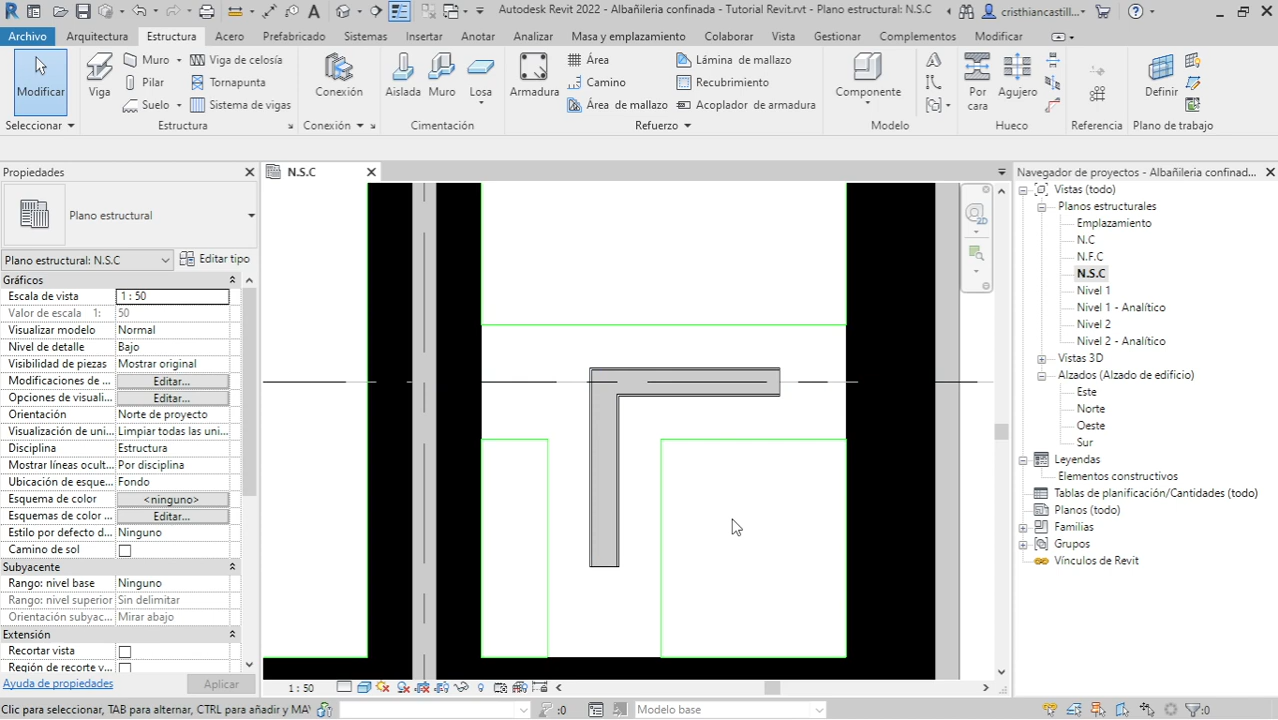 Autodesk Revit 2022 - Albañileria confinada - Tutorial Revit.rvt - Plano estructural: N.S.C
cristhiancastill...
Archivo Arquitectura Estructura Acero Prefabricado Sistemas Insertar Anotar Analizar Masa y emplazamiento Colaborar Vista Gestionar Complementos Modificar
Modificar
Seleccionar
Viga
Muro
Pilar
Suelo
Viga de celosía
Tornapunta
Sistema de vigas
Estructura
Conexión
Conexión
Aislada
Muro
Losa
Cimentación
Armadura
Área
Camino
Área de mallazo
Lámina de mallazo
Recubrimiento
Acoplador de armadura
Refuerzo
Componente
Modelo
Por cara
Agujero
Hueco
Referencia
Definir
Plano de trabajo
Propiedades
Plano estructural
Plano estructural: N.S.C
Editar tipo
Gráficos
Escala de vista 1 : 50
Valor de escala 1: 50
Visualizar modelo Normal
Nivel de detalle Bajo
Visibilidad de piezas Mostrar original
Modificaciones de ... Editar...
Opciones de visuali... Editar...
Orientación Norte de proyecto
Visualización de uni... Limpiar todas las uni...
Disciplina Estructura
Mostrar líneas ocult... Por disciplina
Ubicación de esque... Fondo
Esquema de color <ninguno>
Esquemas de color ... Editar...
Estilo por defecto d... Ninguno
Camino de sol
Subyacente
Rango: nivel base Ninguno
Rango: nivel superior Sin delimitar
Orientación subyac... Mirar abajo
Extensión
Recortar vista
Región de recorte v...
Ayuda de propiedades
Aplicar
N.S.C
2D
1 : 50
Navegador de proyectos - Albañileria confinad...
Vistas (todo)
Planos estructurales
Emplazamiento
N.C
N.F.C
N.S.C
Nivel 1
Nivel 1 - Analítico
Nivel 2
Nivel 2 - Analítico
Vistas 3D
Alzados (Alzado de edificio)
Este
Norte
Oeste
Sur
Leyendas
Elementos constructivos
Tablas de planificación/Cantidades (todo)
Planos (todo)
Familias
Grupos
Vínculos de Revit
Clic para seleccionar, TAB para alternar, CTRL para añadir y MA
:0
Modelo base
:0